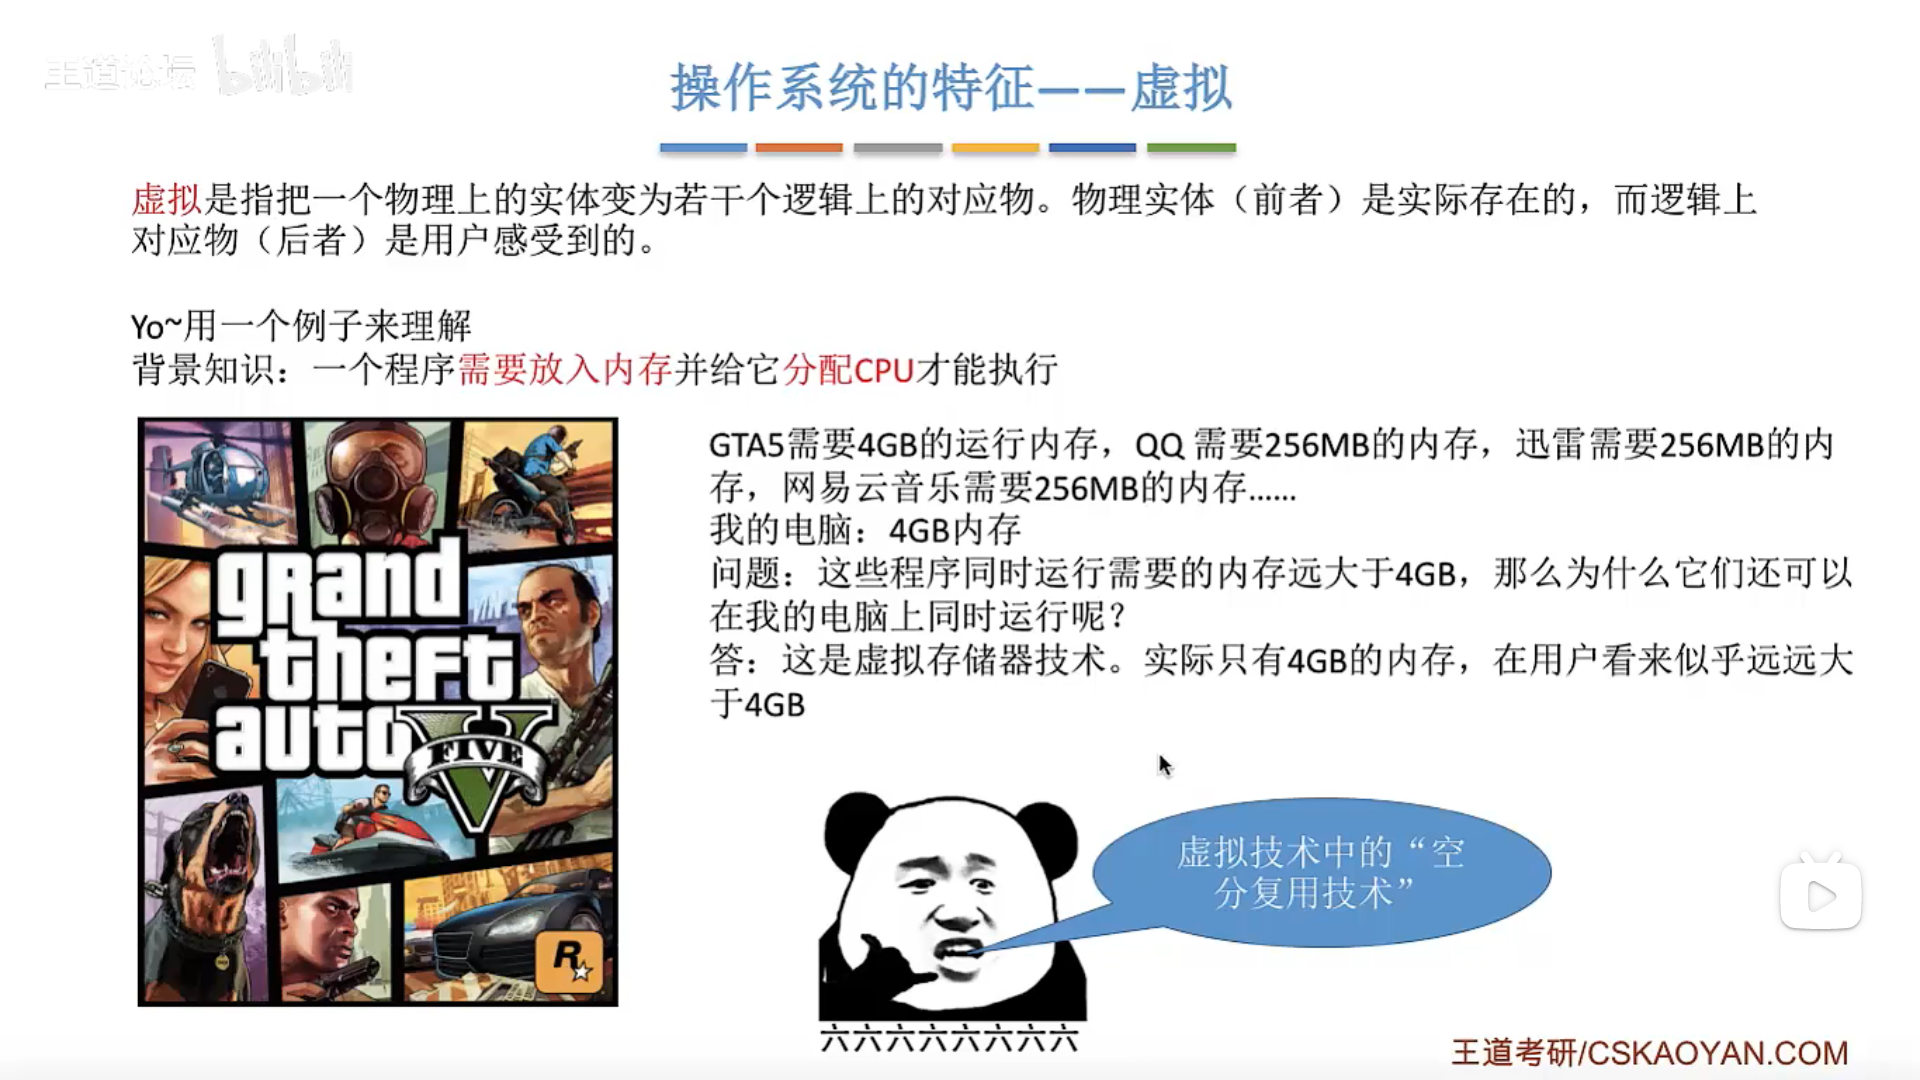 王道论坛 bilibili
操作系统的特征——虚拟
虚拟是指把一个物理上的实体变为若干个逻辑上的对应物。物理实体（前者）是实际存在的，而逻辑上
对应物（后者）是用户感受到的。
Yo~用一个例子来理解
背景知识：一个程序需要放入内存并给它分配CPU才能执行
GTA5需要4GB的运行内存，QQ 需要256MB的内存，迅雷需要256MB的内
存，网易云音乐需要256MB的内存......
我的电脑：4GB内存
问题：这些程序同时运行需要的内存远大于4GB，那么为什么它们还可以
在我的电脑上同时运行呢？
答：这是虚拟存储器技术。实际只有4GB的内存，在用户看来似乎远远大
于4GB
grand
theft
auto
V
FIVE
R
虚拟技术中的“空
分复用技术”
六六六六六六六六
王道考研/CSKAOYAN.COM